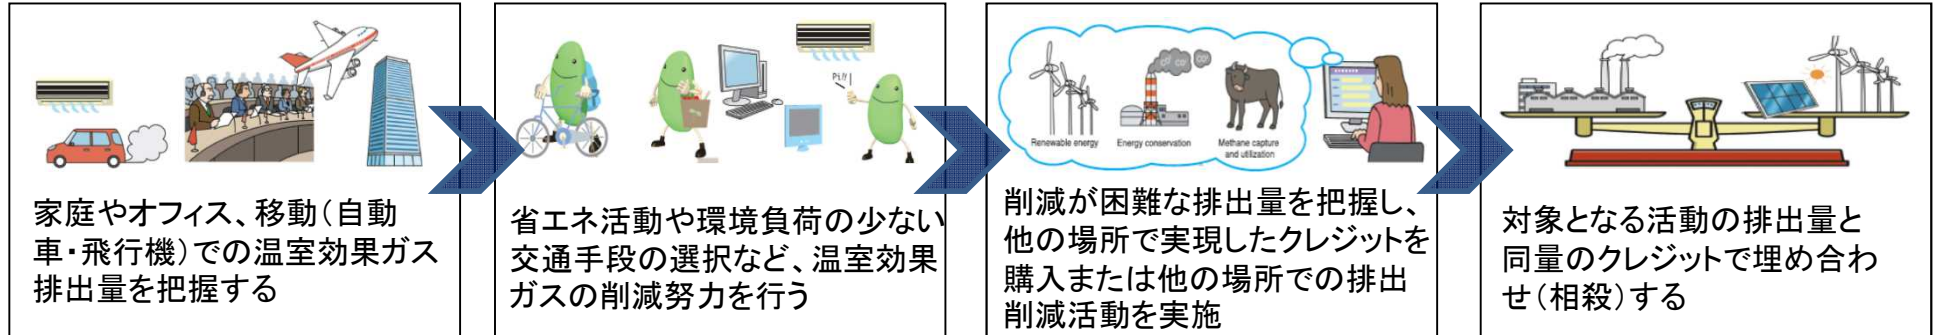 家庭やオフィス、移動（自動
車・飛行機）での温室効果ガス
排出量を把握する
Pi!!
省エネ活動や環境負荷の少ない
交通手段の選択など、温室効果
ガスの削減努力を行う
CO² CO² CO²
Renewable energy
Energy conservation
Methane capture
and utilization
削減が困難な排出量を把握し、
他の場所で実現したクレジットを
購入または他の場所での排出
削減活動を実施
対象となる活動の排出量と
同量のクレジットで埋め合わ
せ（相殺）する